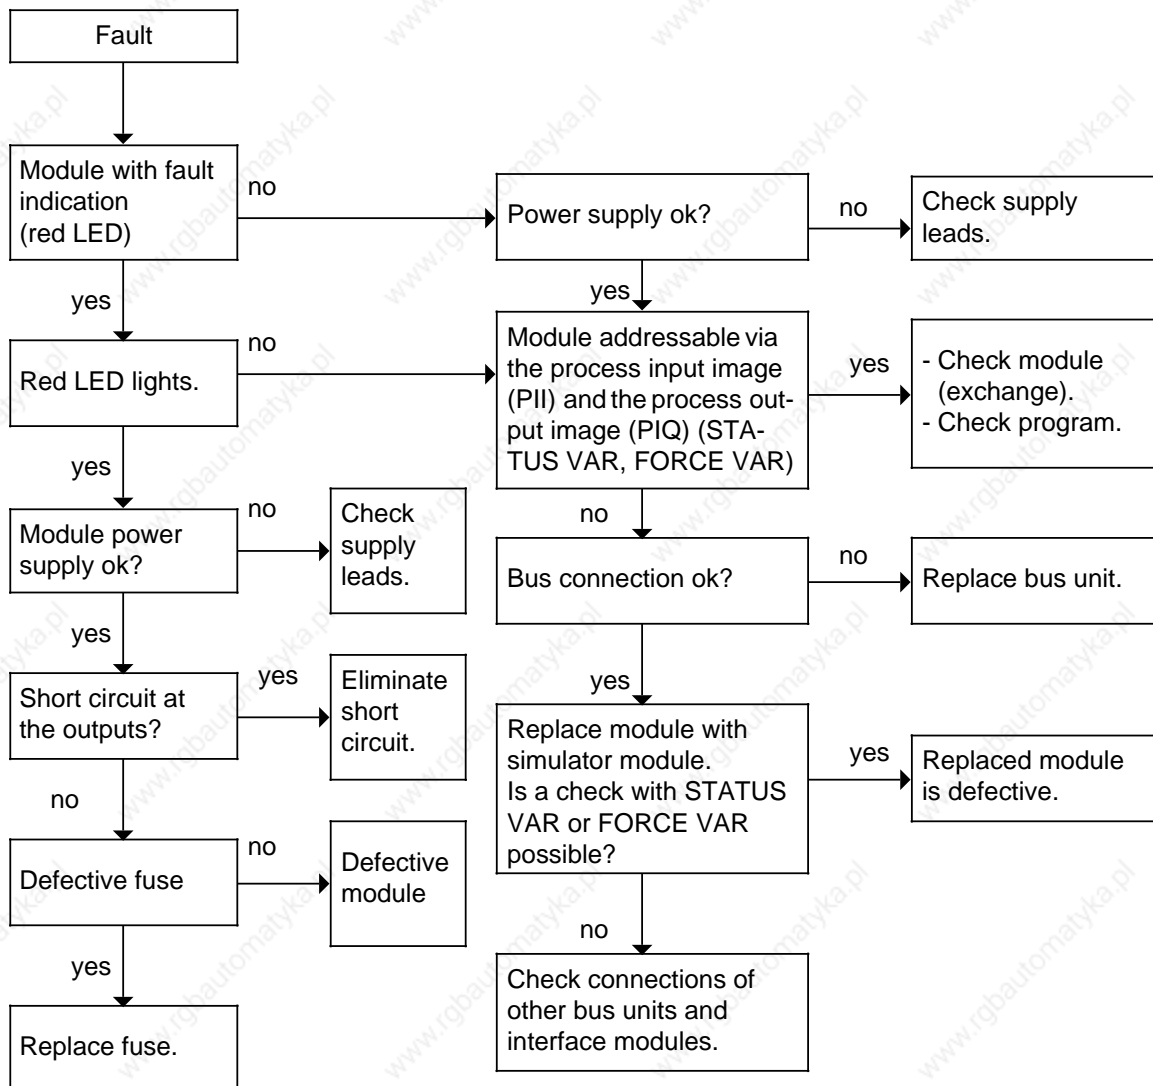 Fault
Module with fault
indication
(red LED)
no
Power supply ok?
no
Check supply
leads.
yes
yes
Red LED lights.
no
Module addressable via
the process input image
(PII) and the process out-
put image (PIQ) (STA-
TUS VAR, FORCE VAR)
yes
- Check module
(exchange).
- Check program.
yes
no
Module power
supply ok?
no
Check
supply
leads.
Bus connection ok?
no
Replace bus unit.
yes
yes
Short circuit at
the outputs?
yes
Eliminate
short
circuit.
Replace module with
simulator module.
Is a check with STATUS
VAR or FORCE VAR
possible?
yes
Replaced module
is defective.
no
Defective fuse
no
Defective
module
no
yes
Replace fuse.
Check connections of
other bus units and
interface modules.
www.rgbautomatyka.pl